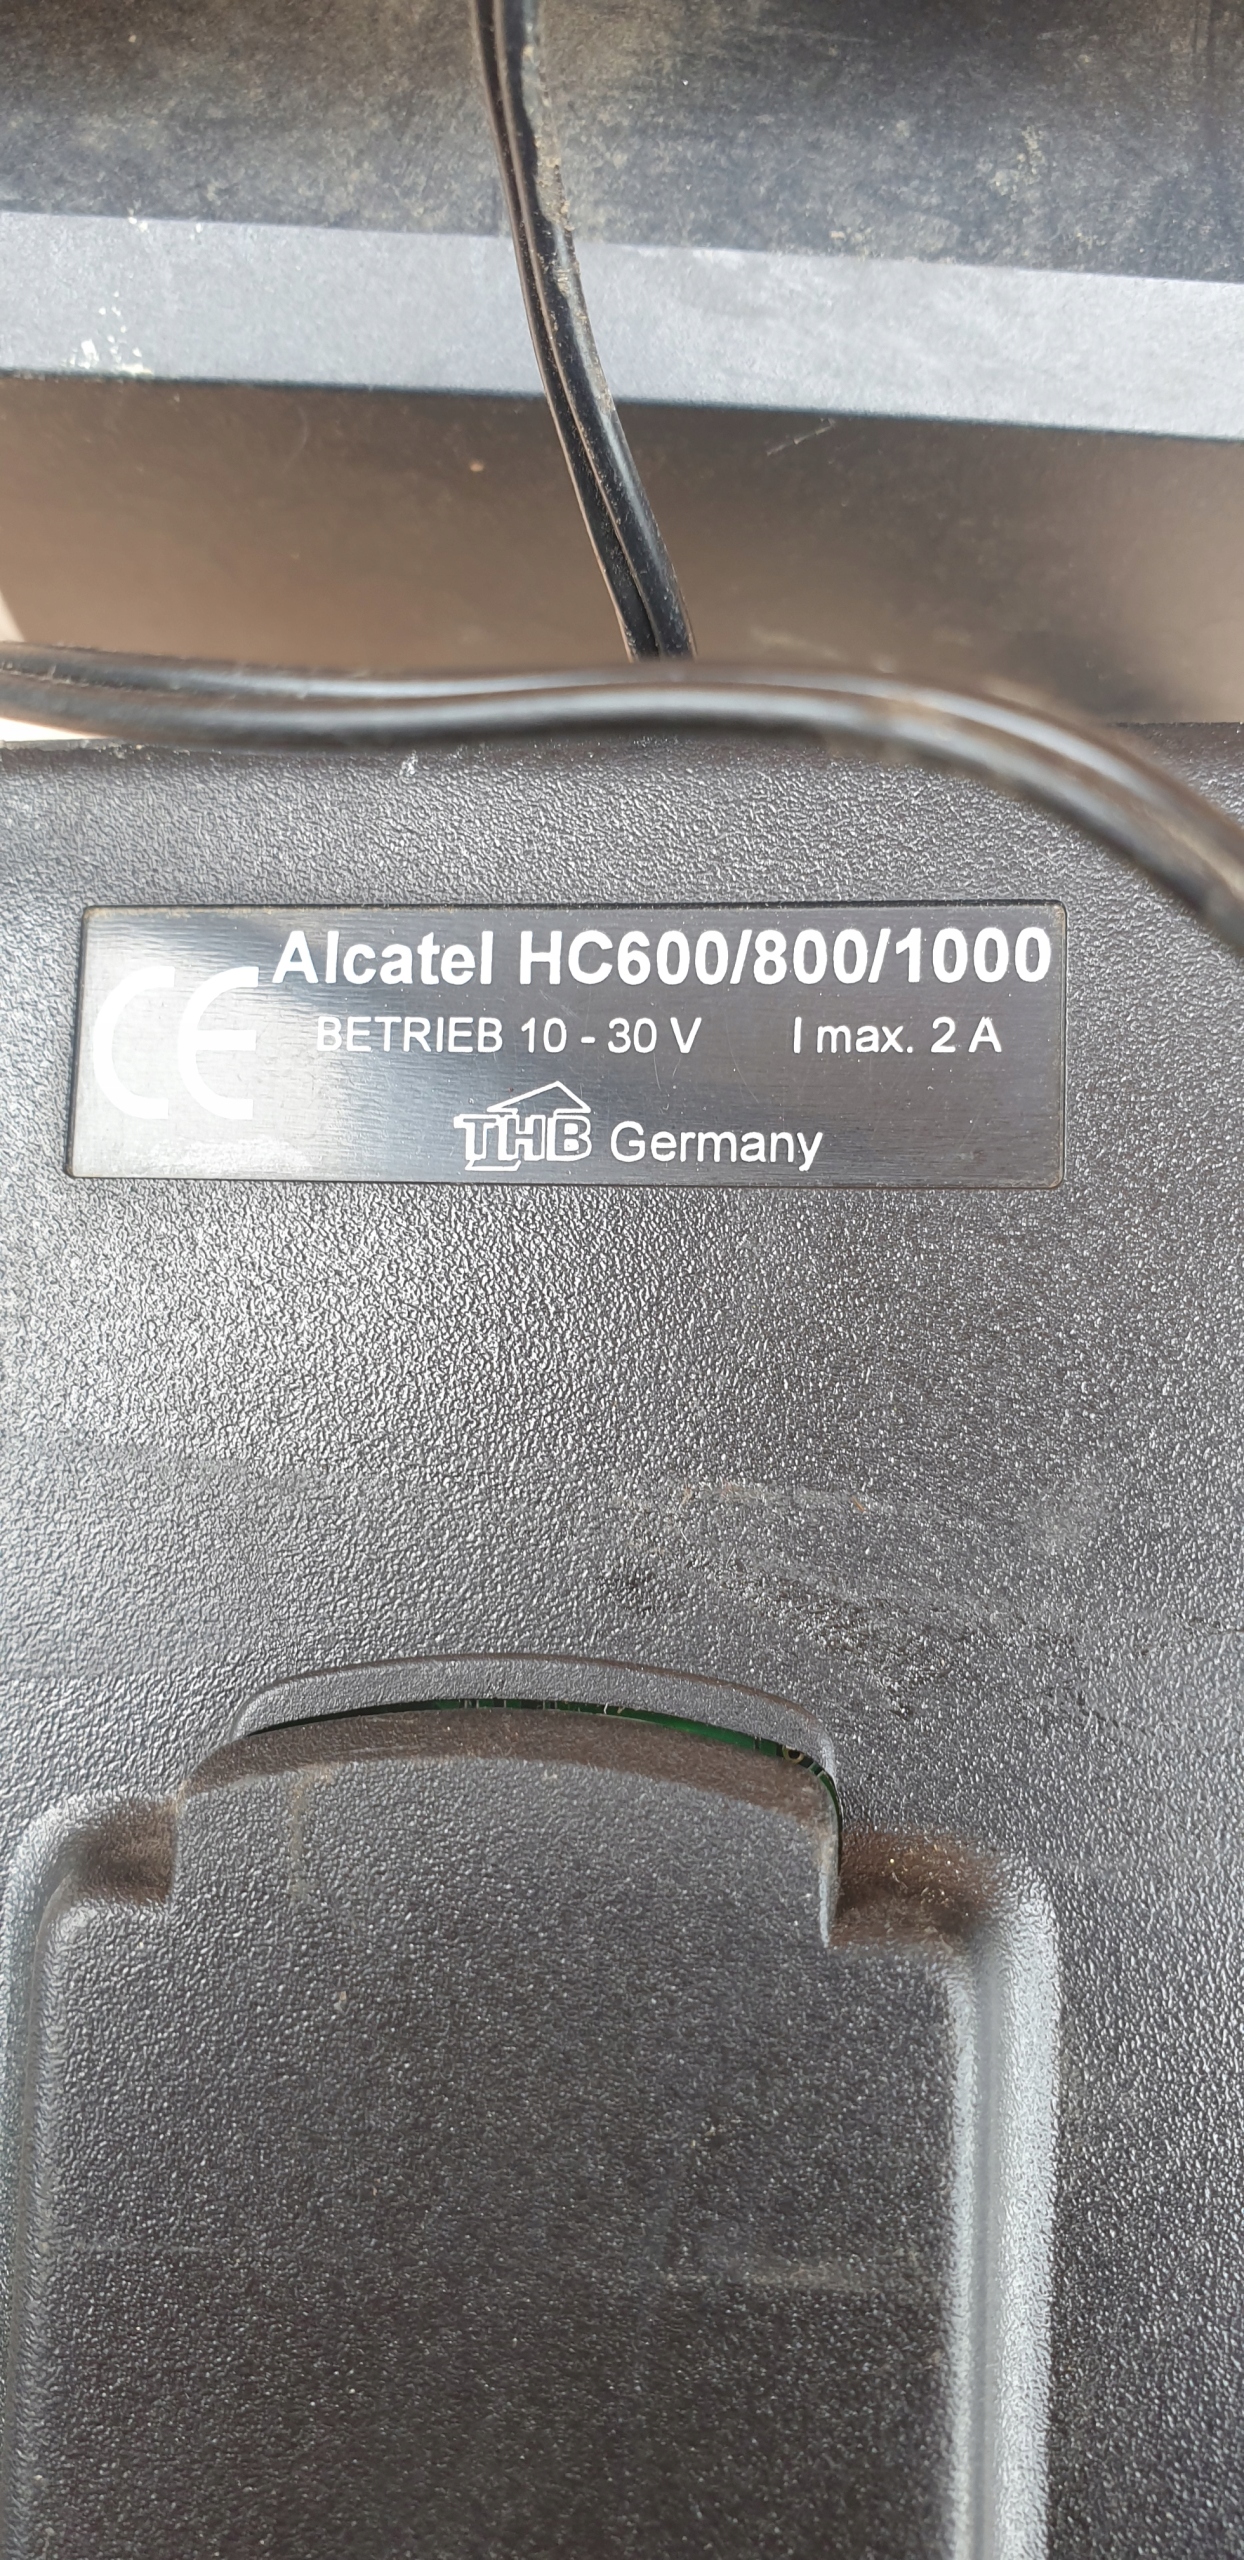 Alcatel HC600/800/1000
CE BETRIEB 10 - 30 V I max. 2 A
THB Germany